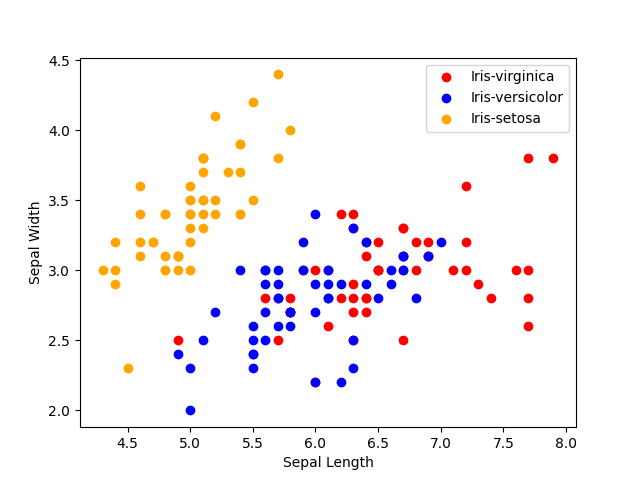 Iris-virginica
Iris-versicolor
Iris-setosa
4.5
4.0
3.5
3.0
2.5
2.0
Sepal Width
4.5 5.0 5.5 6.0 6.5 7.0 7.5 8.0
Sepal Length